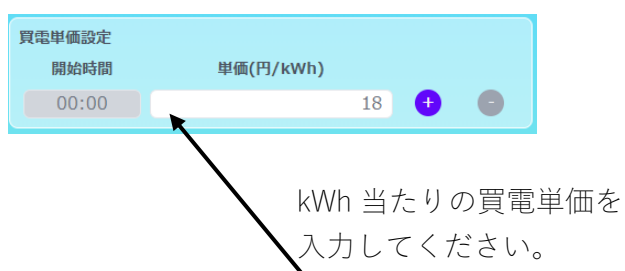 買電単価設定
開始時間 単価(円/kWh)
00:00 18 + -
kWh 当たりの買電単価を
入力してください。